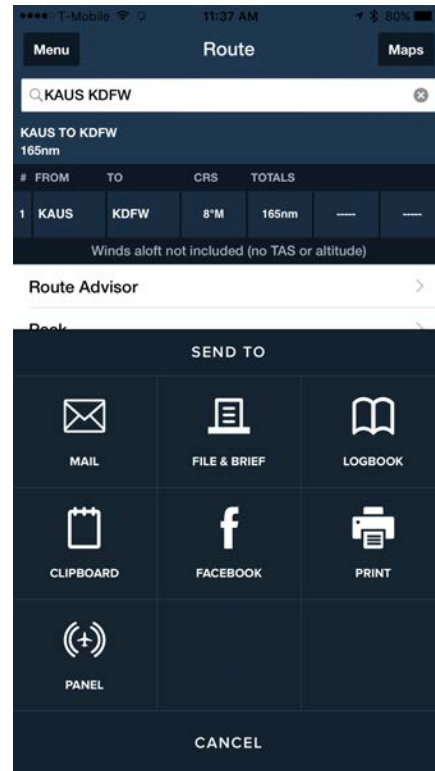 T-Mobile 11:37 AM 80%
Menu Route Maps
KAUS KDFW
KAUS TO KDFW
165nm
# FROM TO CRS TOTALS
1 KAUS KDFW 8°M 165nm ----- -----
Winds aloft not included (no TAS or altitude)
Route Advisor
SEND TO
MAIL FILE & BRIEF LOGBOOK
CLIPBOARD FACEBOOK PRINT
PANEL
CANCEL